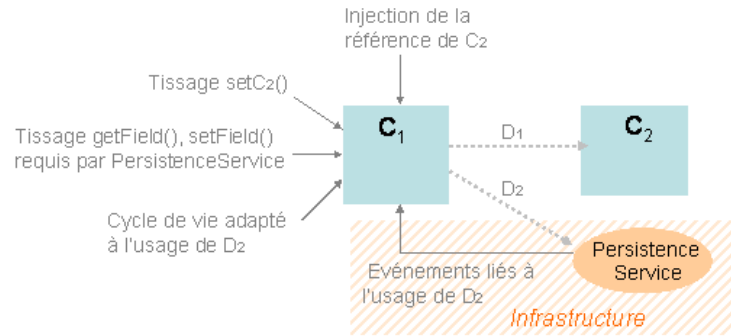 Injection de la
référence de C2
Tissage setC2()
C1
D1
C2
Tissage getField(), setField()
requis par PersistenceService
D2
Cycle de vie adapté
à l'usage de D2
Persistence
Service
Evénements liés à
l'usage de D2
Infrastructure